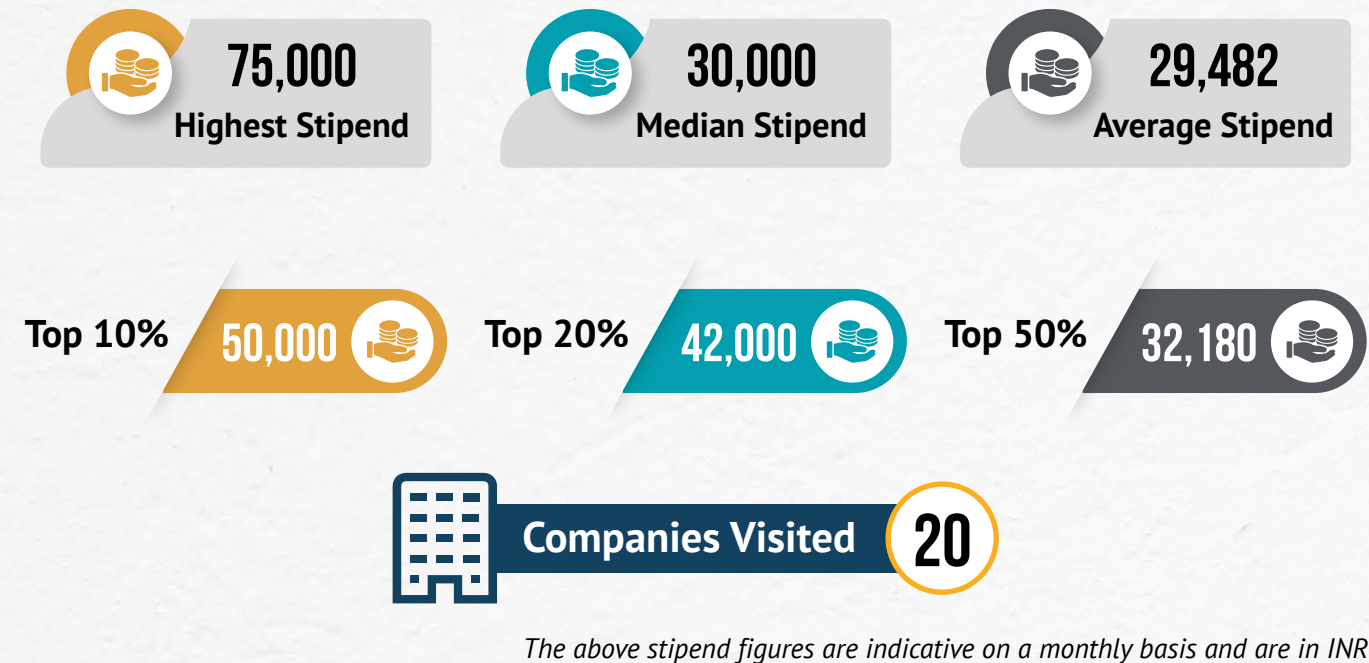 75,000
Highest Stipend
30,000
Median Stipend
29,482
Average Stipend
Top 10%
50,000
Top 20%
42,000
Top 50%
32,180
Companies Visited
20
The above stipend figures are indicative on a monthly basis and are in INR